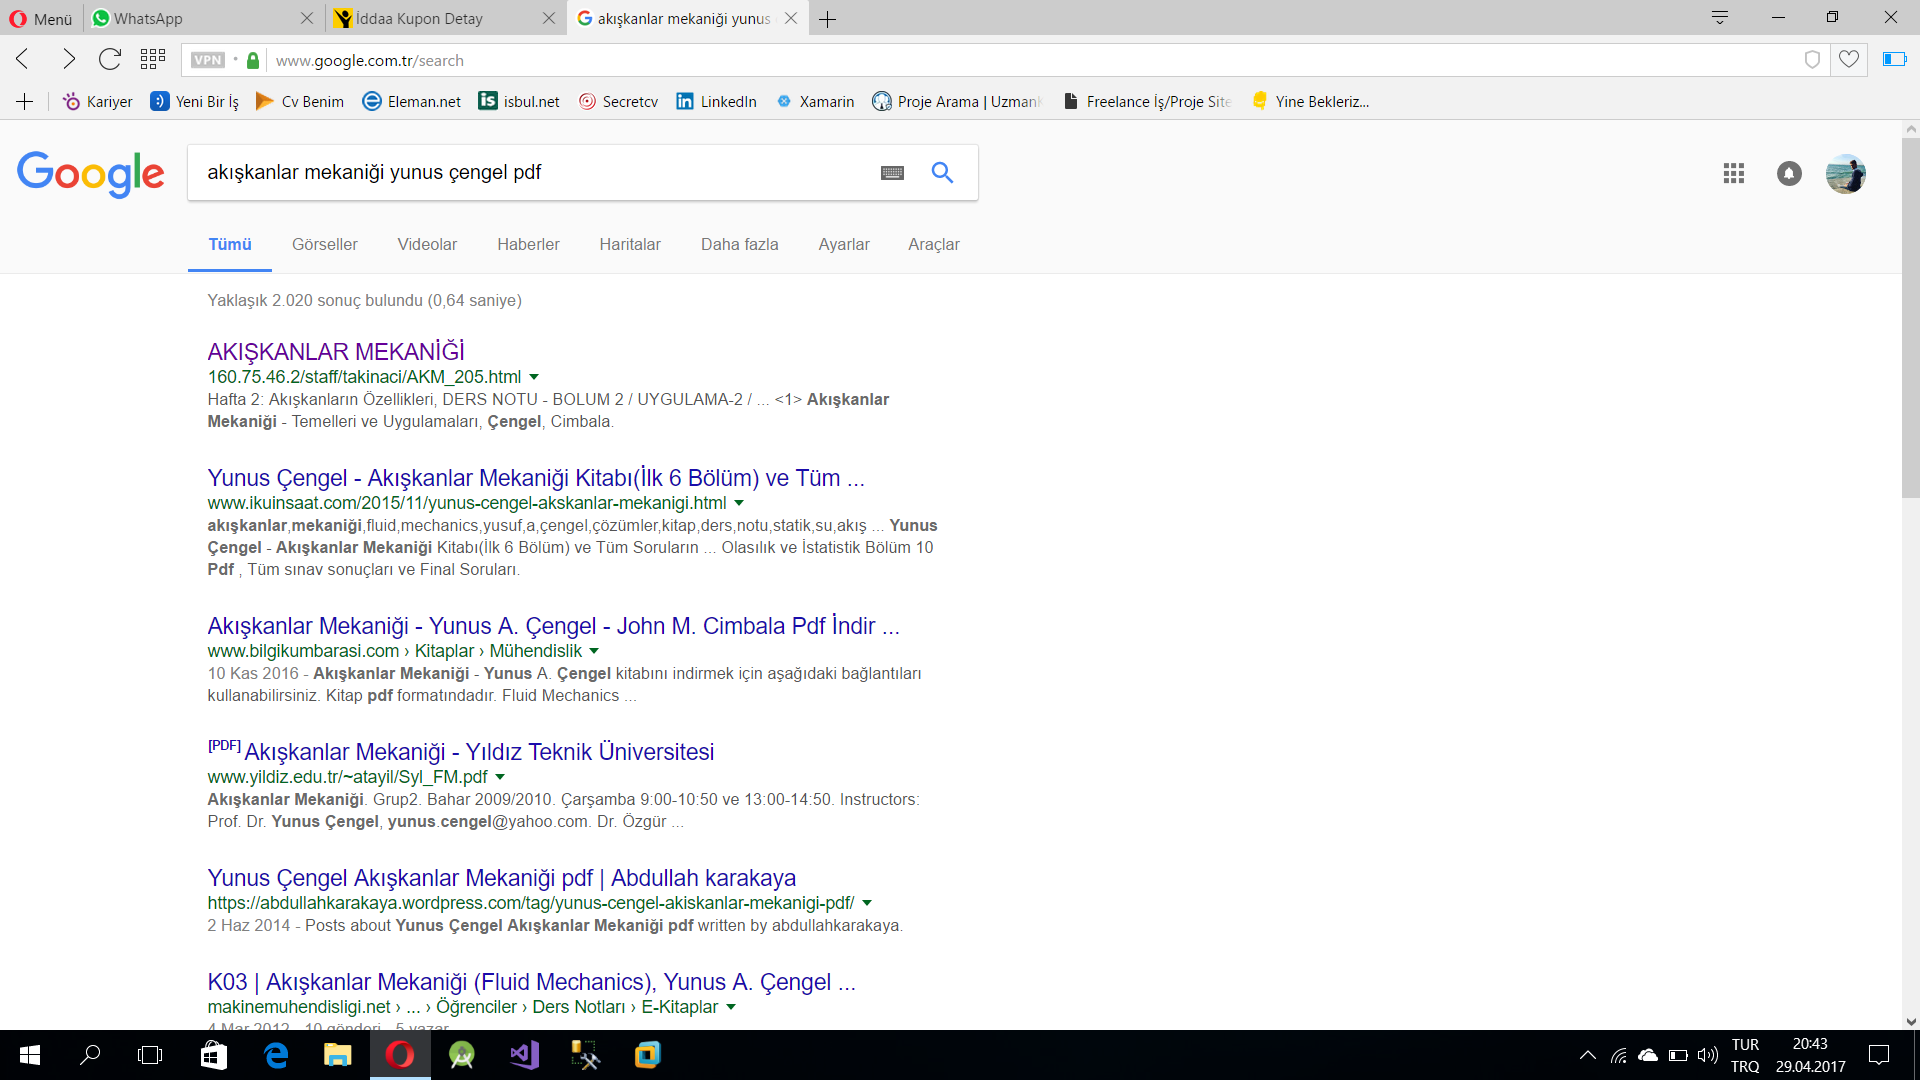 Menü
WhatsApp
İddaa Kupon Detay
akışkanlar mekaniği yunus
VPN
www.google.com.tr/search
Kariyer
Yeni Bir İş
Cv Benim
Eleman.net
isbul.net
Secretcv
LinkedIn
Xamarin
Proje Arama | Uzman
Freelance İş/Proje Site
Yine Bekleriz...
Google
akışkanlar mekaniği yunus çengel pdf
Tümü Görseller Videolar Haberler Haritalar Daha fazla Ayarlar Araçlar
Yaklaşık 2.020 sonuç bulundu (0,64 saniye)
AKIŞKANLAR MEKANİĞİ
160.75.46.2/staff/takinaci/AKM_205.html
Hafta 2: Akışkanların Özellikleri, DERS NOTU - BOLUM 2 / UYGULAMA-2 / ... <1> Akışkanlar
Mekaniği - Temelleri ve Uygulamaları, Çengel, Cimbala.
Yunus Çengel - Akışkanlar Mekaniği Kitabı(İlk 6 Bölüm) ve Tüm ...
www.ikuinsaat.com/2015/11/yunus-cengel-akskanlar-mekanigi.html
akışkanlar,mekaniği,fluid,mechanics,yusuf,a,çengel,çözümler,kitap,ders,notu,statik,su,akış ... Yunus
Çengel - Akışkanlar Mekaniği Kitabı(İlk 6 Bölüm) ve Tüm Soruların ... Olasılık ve İstatistik Bölüm 10
Pdf , Tüm sınav sonuçları ve Final Soruları.
Akışkanlar Mekaniği - Yunus A. Çengel - John M. Cimbala Pdf İndir ...
www.bilgikumbarasi.com › Kitaplar › Mühendislik
10 Kas 2016 - Akışkanlar Mekaniği - Yunus A. Çengel kitabını indirmek için aşağıdaki bağlantıları
kullanabilirsiniz. Kitap pdf formatındadır. Fluid Mechanics ...
[PDF] Akışkanlar Mekaniği - Yıldız Teknik Üniversitesi
www.yildiz.edu.tr/~atayil/Syl_FM.pdf
Akışkanlar Mekaniği. Grup2. Bahar 2009/2010. Çarşamba 9:00-10:50 ve 13:00-14:50. Instructors:
Prof. Dr. Yunus Çengel, yunus.cengel@yahoo.com. Dr. Özgür ...
Yunus Çengel Akışkanlar Mekaniği pdf | Abdullah karakaya
https://abdullahkarakaya.wordpress.com/tag/yunus-cengel-akiskanlar-mekanigi-pdf/
2 Haz 2014 - Posts about Yunus Çengel Akışkanlar Mekaniği pdf written by abdullahkarakaya.
K03 | Akışkanlar Mekaniği (Fluid Mechanics), Yunus A. Çengel ...
makinemuhendisligi.net › ... › Öğrenciler › Ders Notları › E-Kitaplar
4 Mar 2012 - 10 gönderi - 5 yazar
TUR 20:43
TRQ 29.04.2017